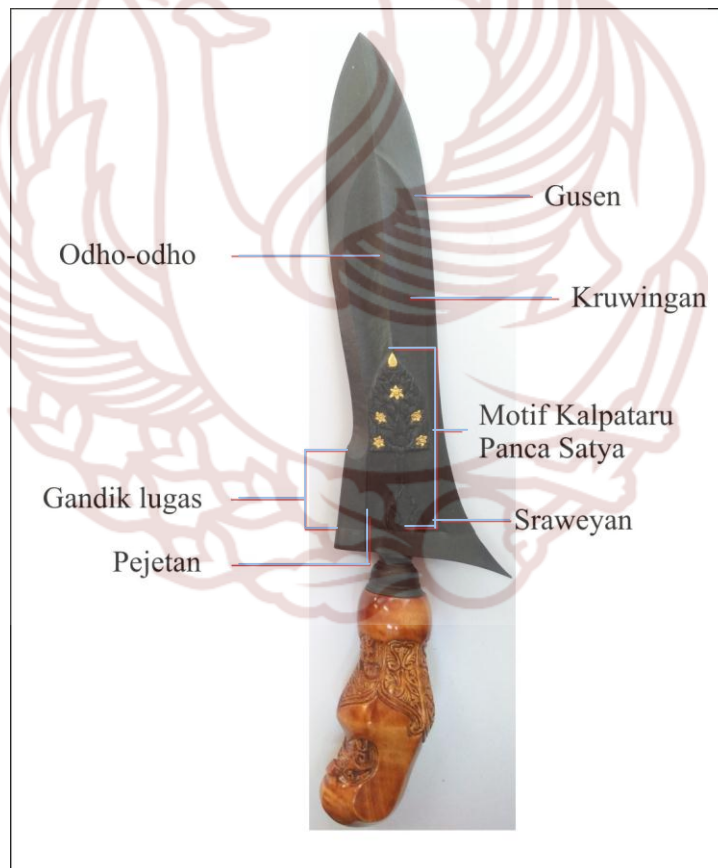 Gusen
Odho-odho
Kruwingan
Motif Kalpataru
Panca Satya
Gandik lugas
Sraweyan
Pejetan